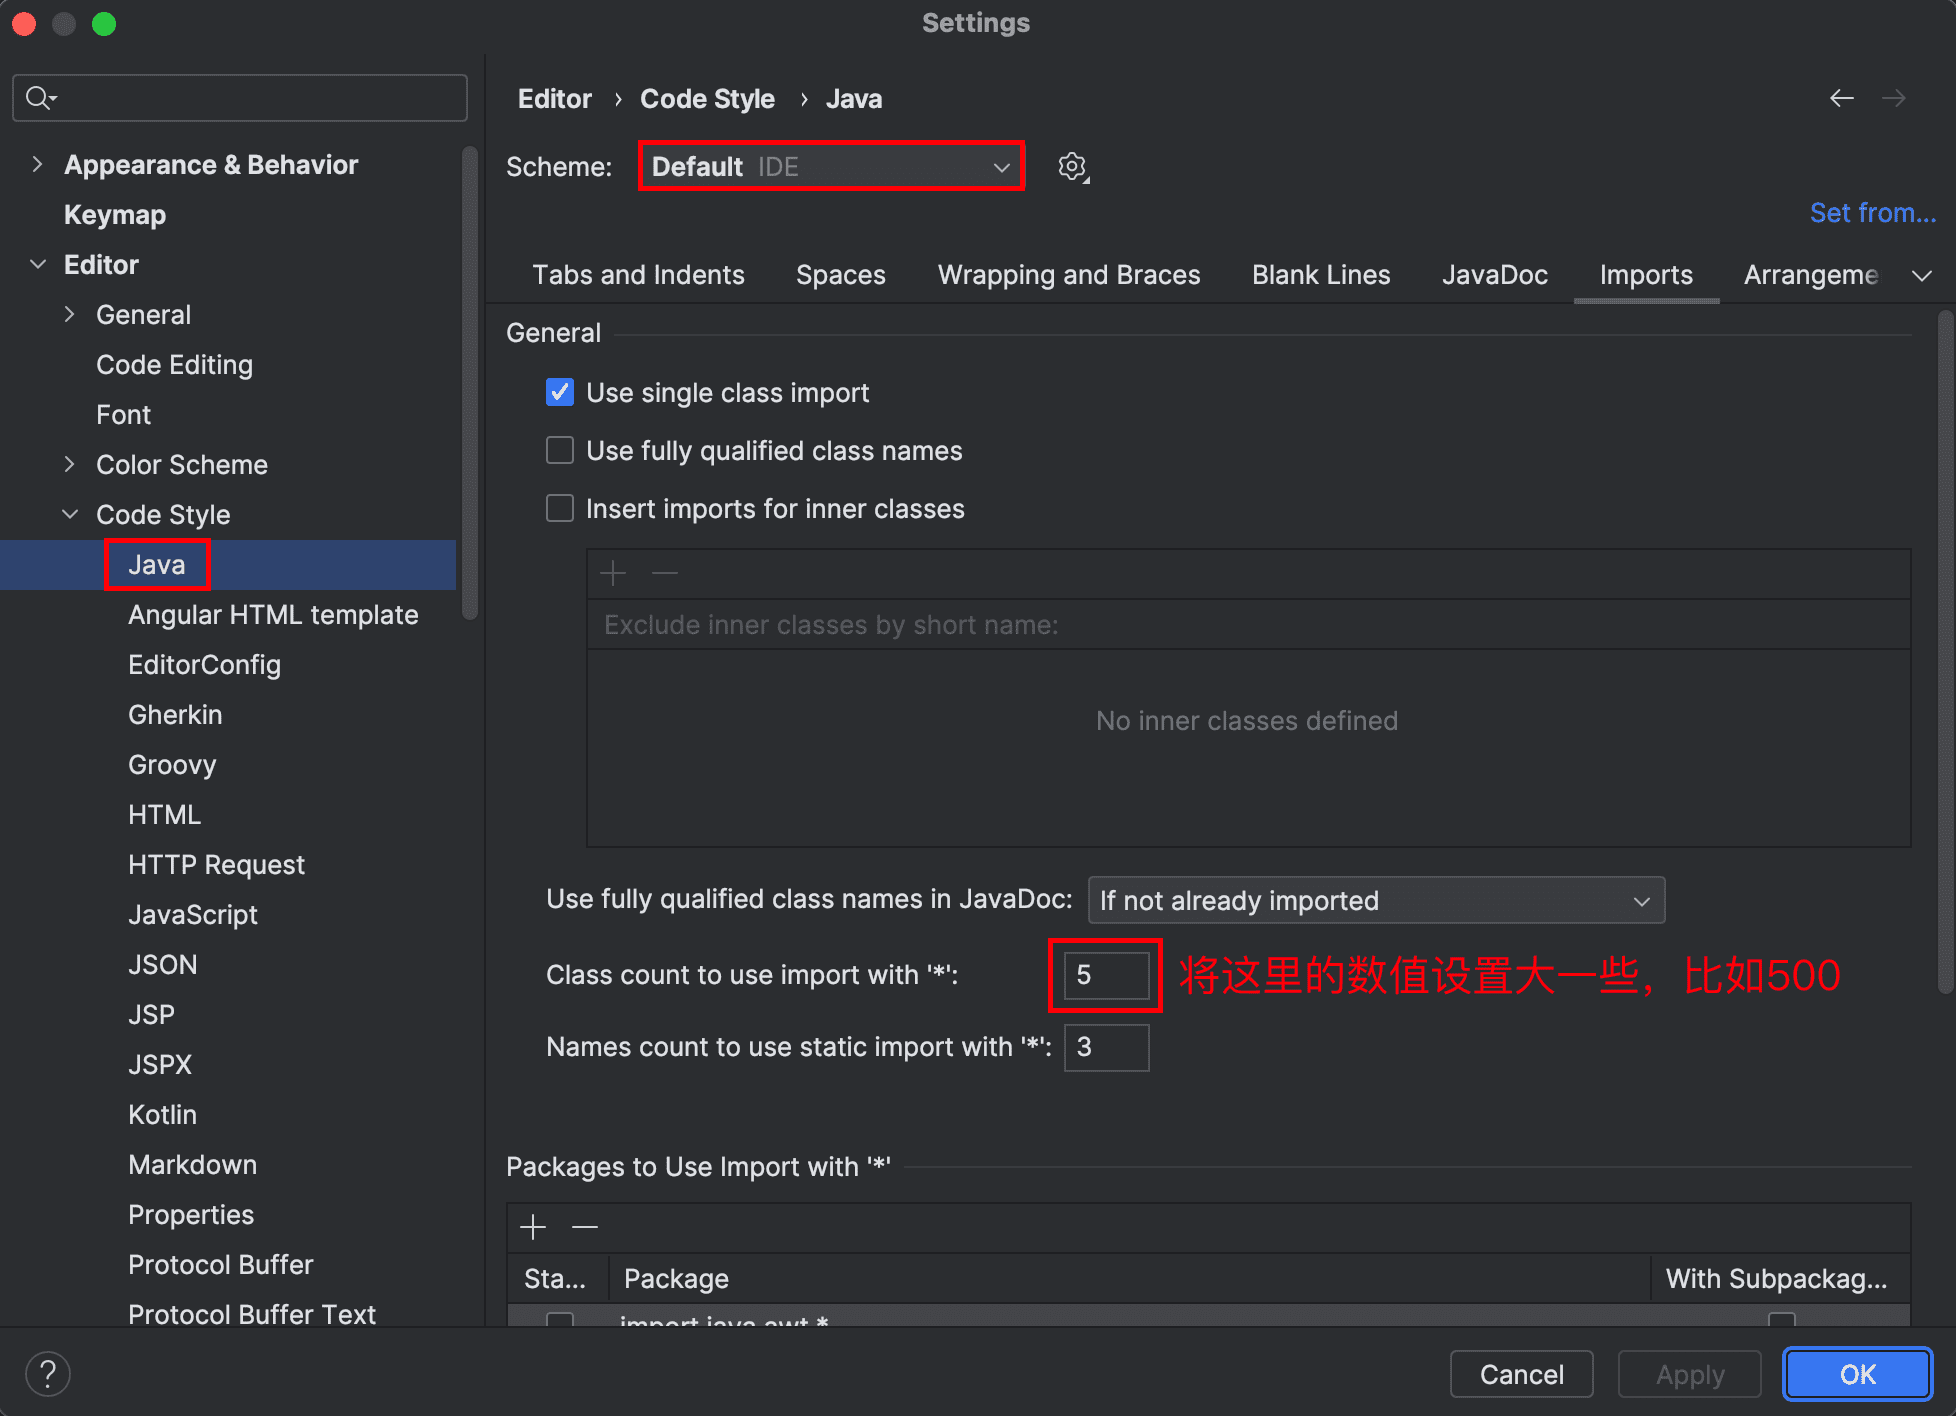 Settings
Appearance & Behavior
Keymap
Editor
General
Code Editing
Font
Color Scheme
Code Style
Java
Angular HTML template
EditorConfig
Gherkin
Groovy
HTML
HTTP Request
JavaScript
JSON
JSP
JSPX
Kotlin
Markdown
Properties
Protocol Buffer
Protocol Buffer Text
Editor › Code Style › Java
Scheme: Default IDE
Set from...
Tabs and Indents Spaces Wrapping and Braces Blank Lines JavaDoc Imports Arrangeme
General
Use single class import
Use fully qualified class names
Insert imports for inner classes
Exclude inner classes by short name:
No inner classes defined
Use fully qualified class names in JavaDoc: If not already imported
Class count to use import with '*': 5 将这里的数值设置大一些，比如500
Names count to use static import with '*': 3
Packages to Use Import with '*'
Sta... Package With Subpackag...
import java.awt.*
? Cancel Apply OK